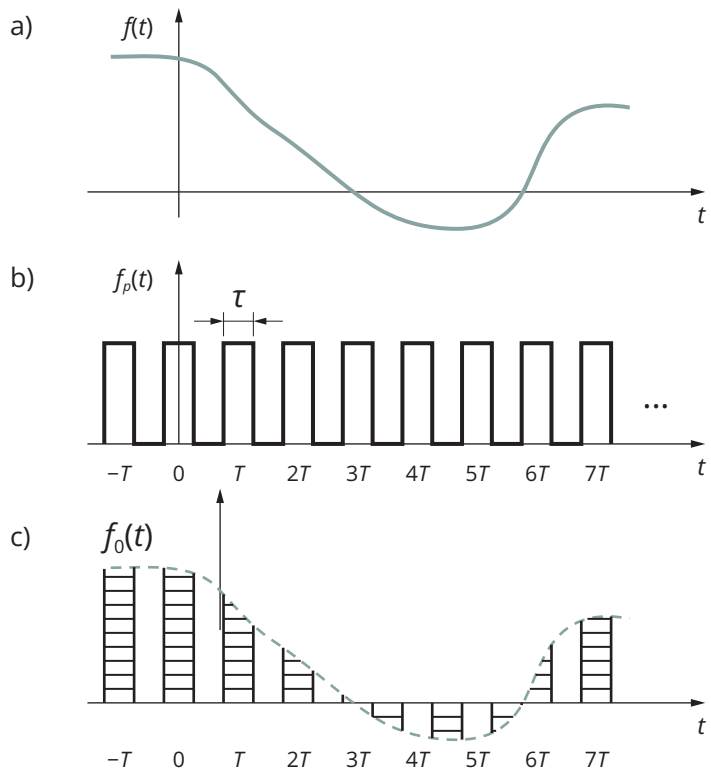 a)
f(t)
t
b)
fₚ(t)
τ
...
t
−T 0 T 2T 3T 4T 5T 6T 7T
c)
f₀(t)
t
−T 0 T 2T 3T 4T 5T 6T 7T